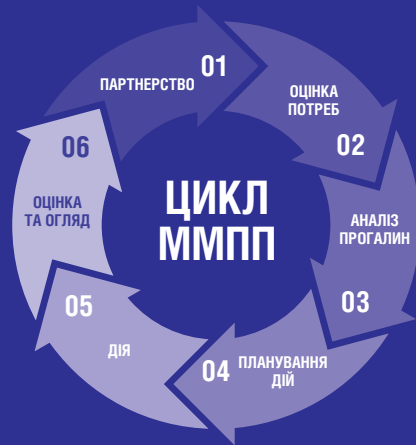 ЦИКЛ
ММПП
01
ПАРТНЕРСТВО
ОЦІНКА
ПОТРЕБ
02
АНАЛІЗ
ПРОГАЛИН
03
04
ПЛАНУВАННЯ
ДІЙ
05
ДІЯ
06
ОЦІНКА
ТА ОГЛЯД